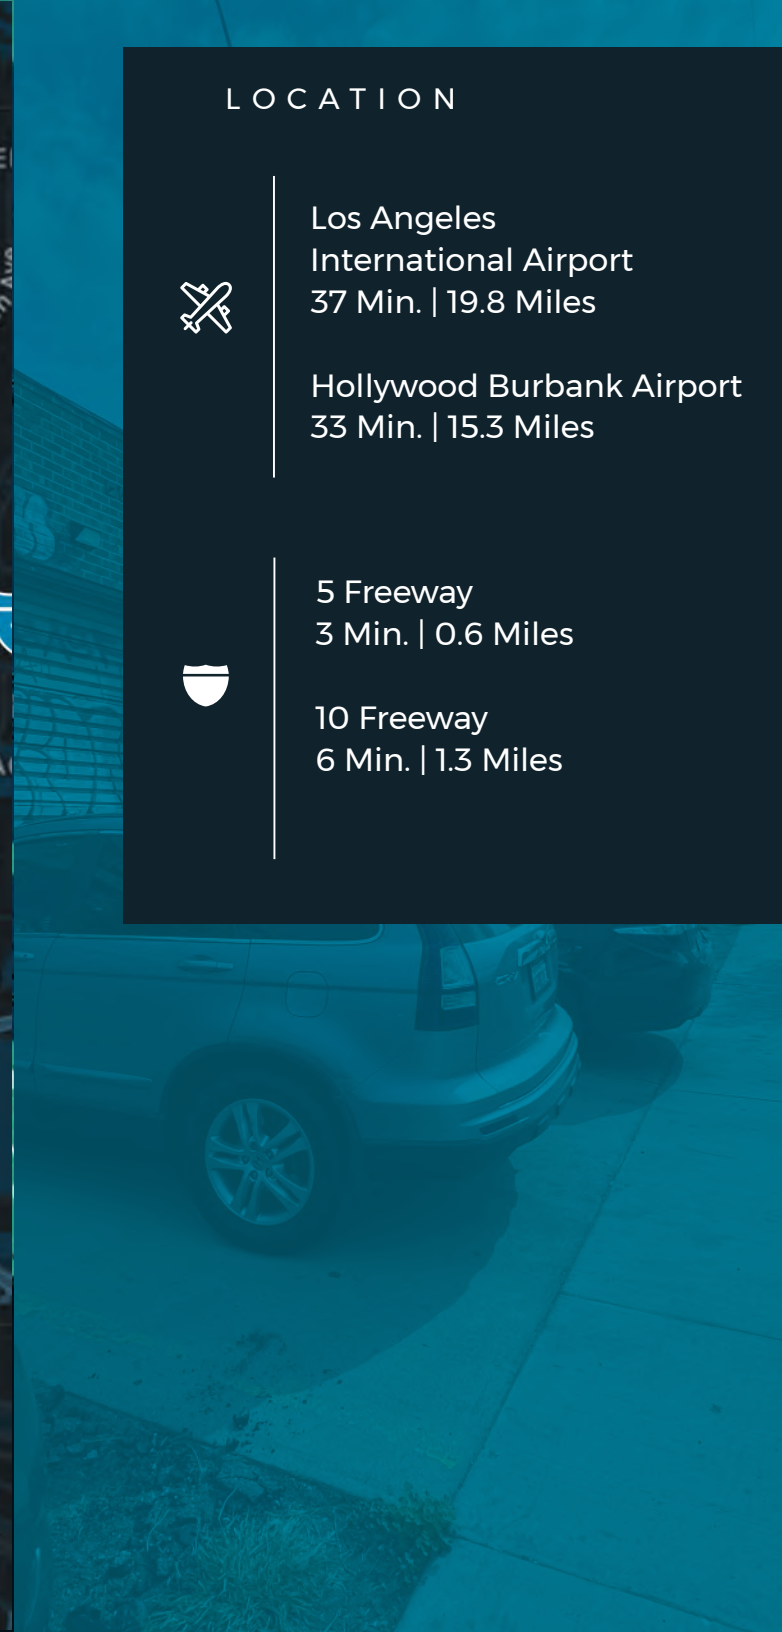 LOCATION
Los Angeles
International Airport
37 Min. | 19.8 Miles
Hollywood Burbank Airport
33 Min. | 15.3 Miles
5 Freeway
3 Min. | 0.6 Miles
10 Freeway
6 Min. | 1.3 Miles